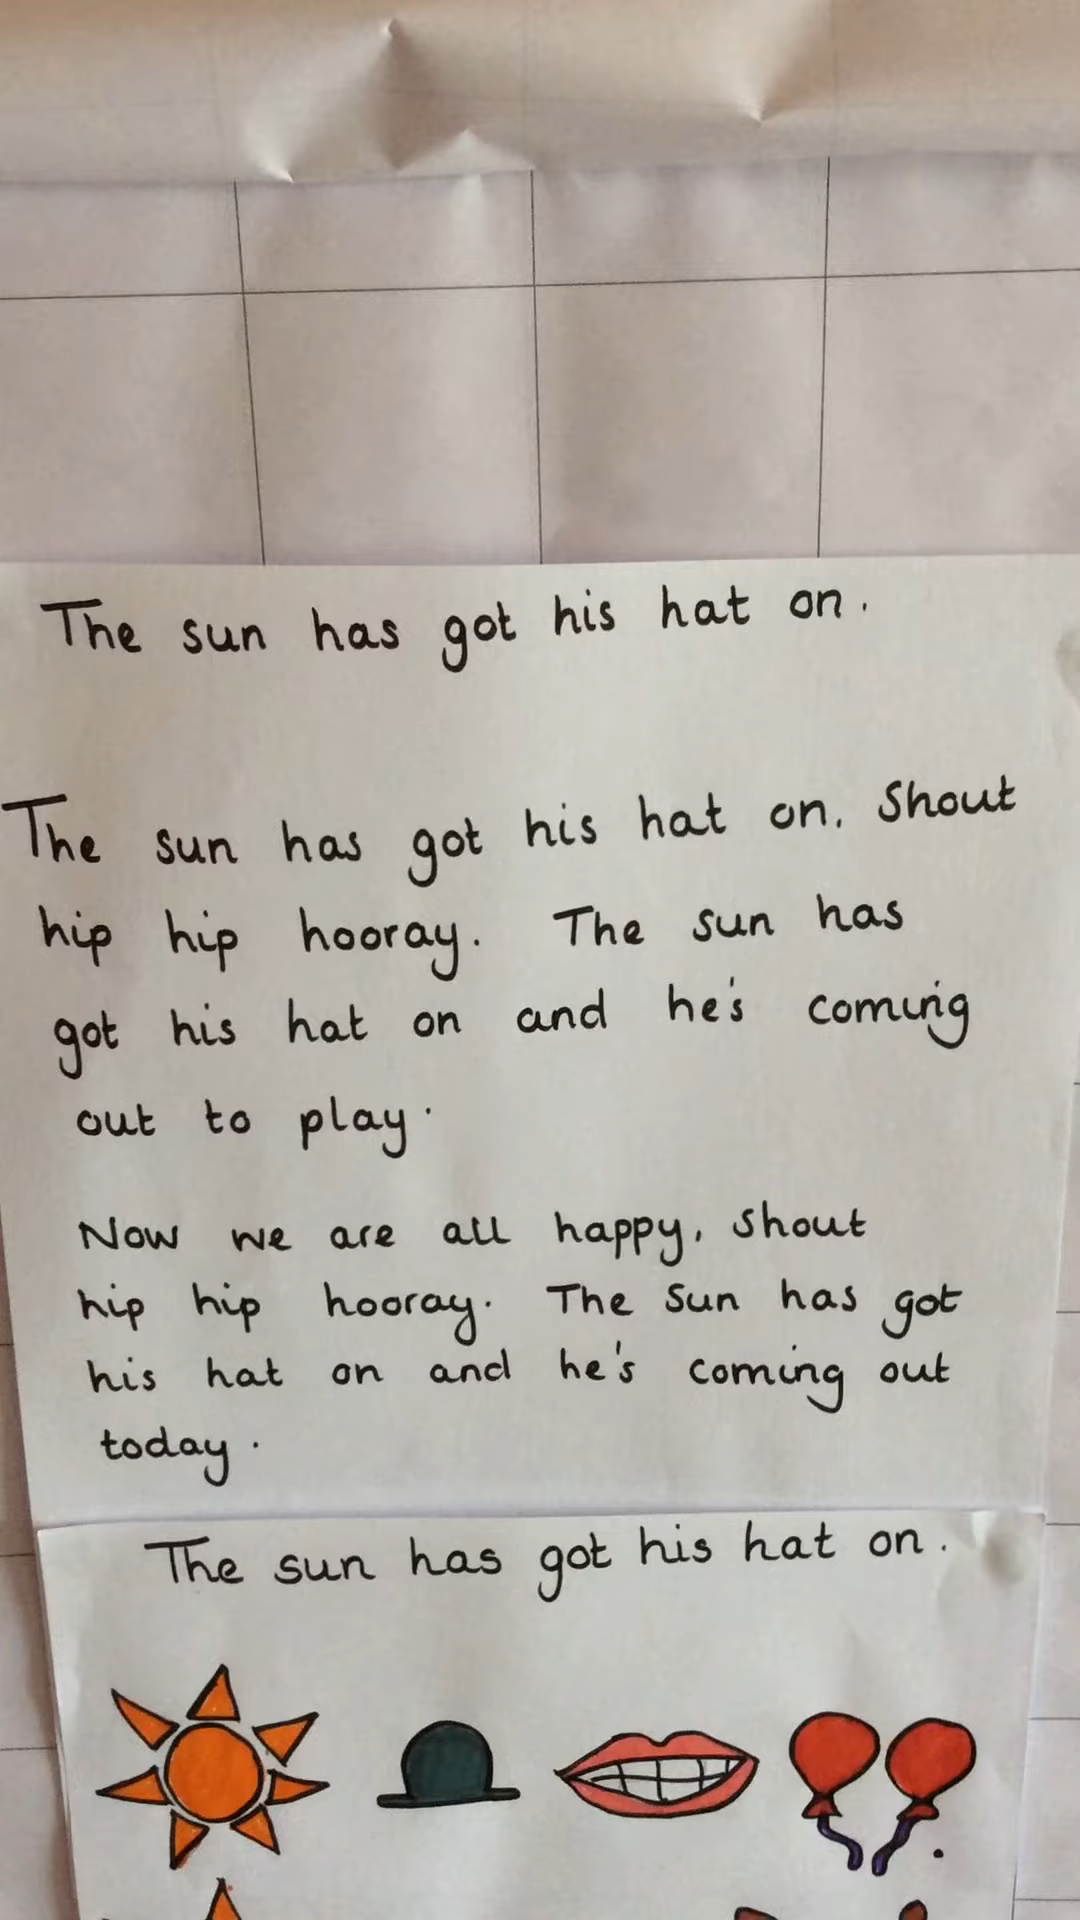 The sun has got his hat on.
The sun has got his hat on. Shout
hip hip hooray. The sun has
got his hat on and he's coming
out to play.
Now we are all happy. Shout
hip hip hooray. The Sun has got
his hat on and he's coming out
today.
The sun has got his hat on.